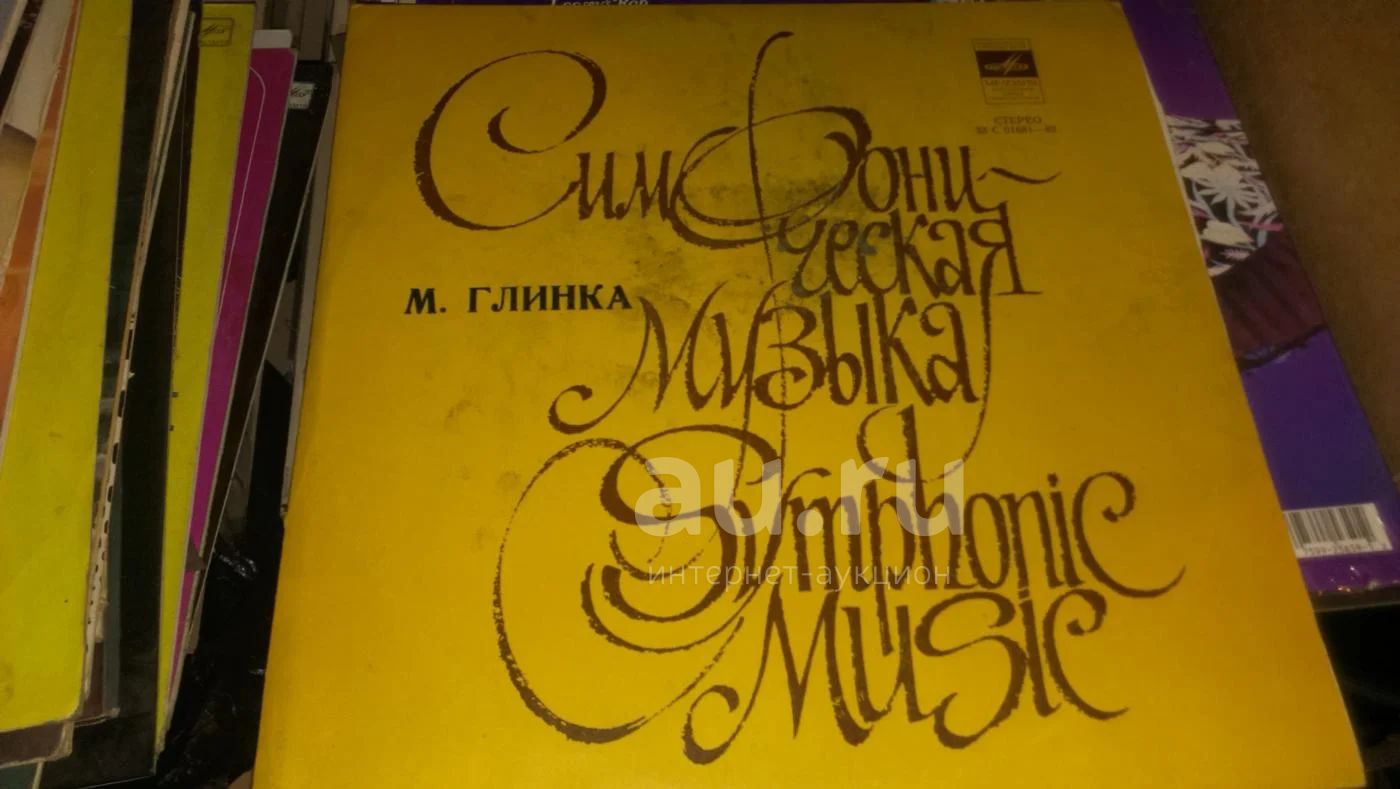 СТЕРЕО
Симфони-
ческая
М. ГЛИНКА
Музыка
Symphonic
Music
au.ru
интернет-аукцион